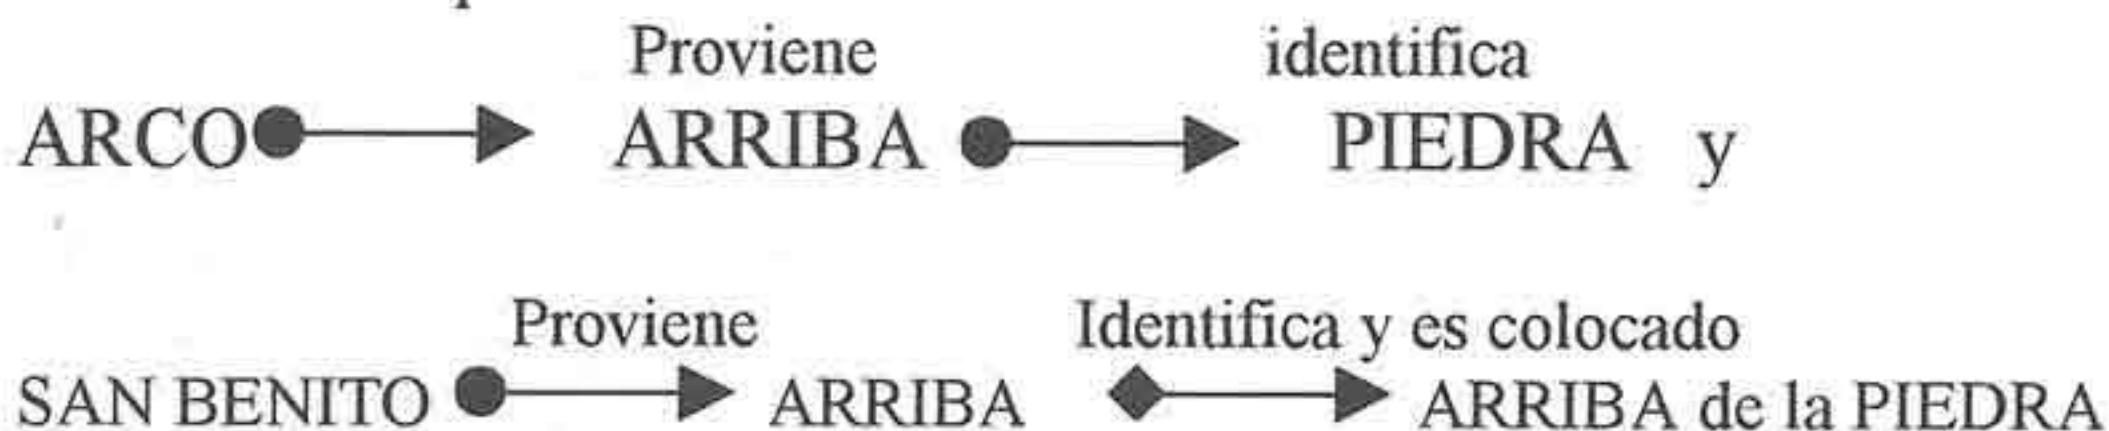 Proviene identifica
ARCO ARRIBA PIEDRA y
Proviene Identifica y es colocado
SAN BENITO ARRIBA ARRIBA de la PIEDRA